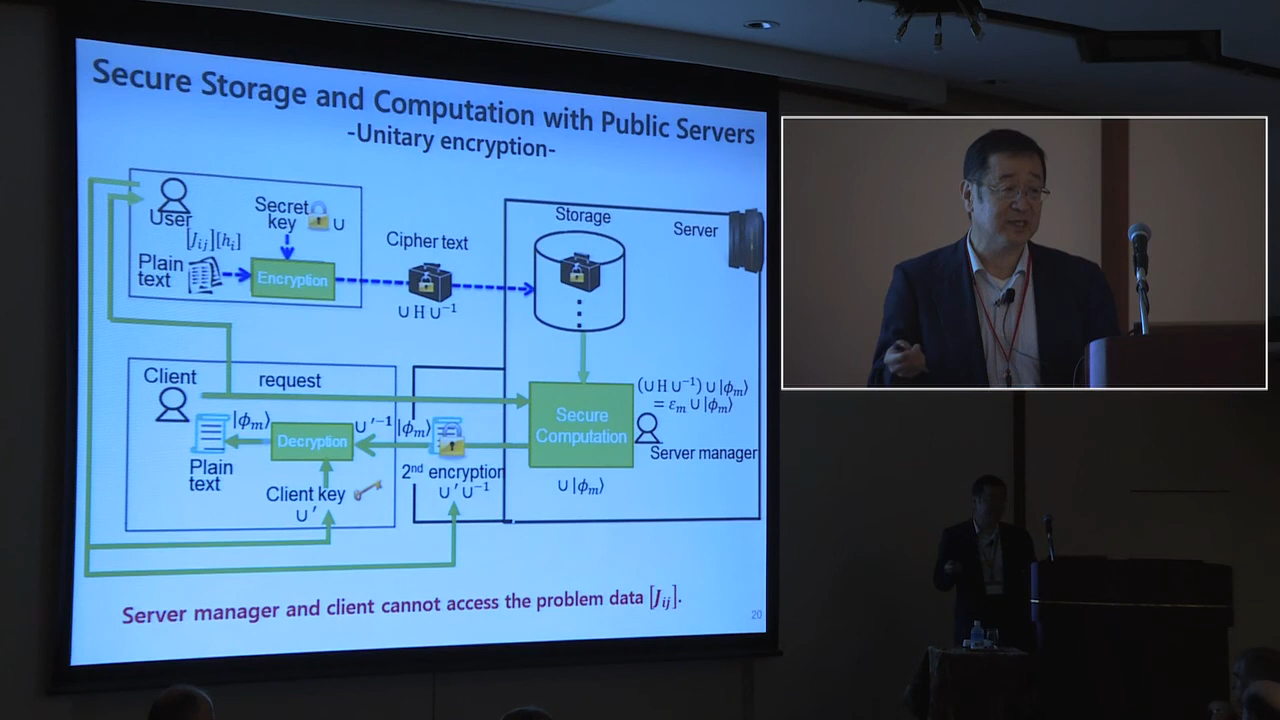 Secure Storage and Computation with Public Servers
-Unitary encryption-
User
Secret
key
∪
[J_ij][h_i]
Plain
text
Encryption
Cipher text
∪ H ∪⁻¹
Storage
Server
Client
request
|ϕ_m⟩
Decryption
∪′⁻¹|ϕ_m⟩
Plain
text
Client key
∪′
2nd encryption
∪′∪⁻¹
Secure
Computation
(∪ H ∪⁻¹) ∪ |ϕ_m⟩
= ε_m ∪ |ϕ_m⟩
Server manager
∪ |ϕ_m⟩
Server manager and client cannot access the problem data [J_ij].
20